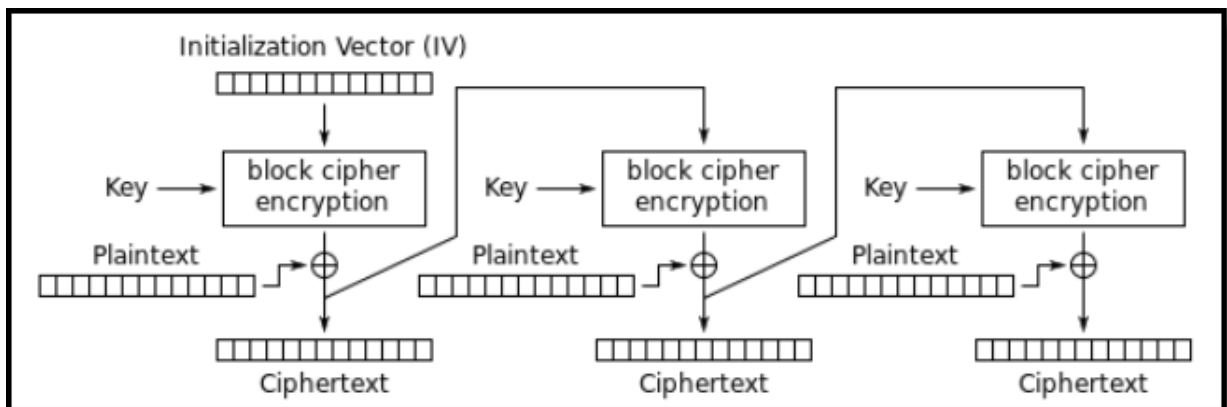 Initialization Vector (IV)
Key
block cipher
encryption
Key
block cipher
encryption
Key
block cipher
encryption
Plaintext
Plaintext
Plaintext
Ciphertext
Ciphertext
Ciphertext